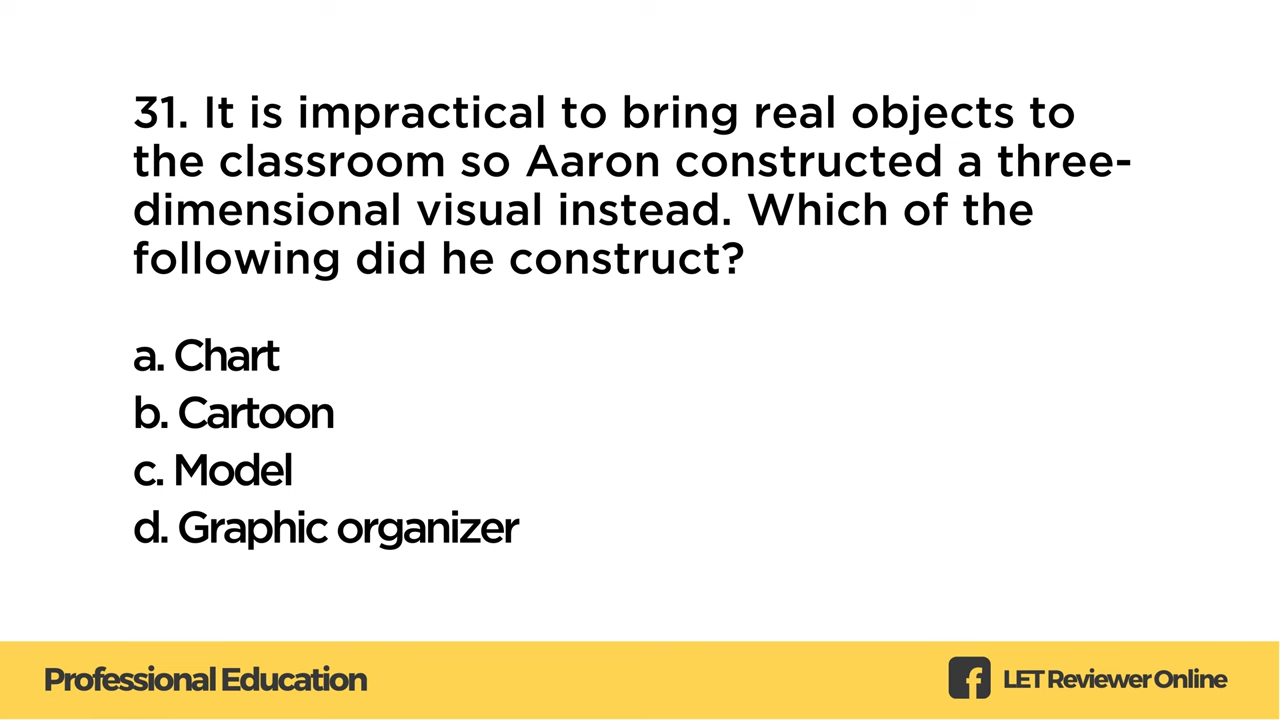 31. It is impractical to bring real objects to
the classroom so Aaron constructed a three-
dimensional visual instead. Which of the
following did he construct?
a. Chart
b. Cartoon
c. Model
d. Graphic organizer
Professional Education
LET Reviewer Online